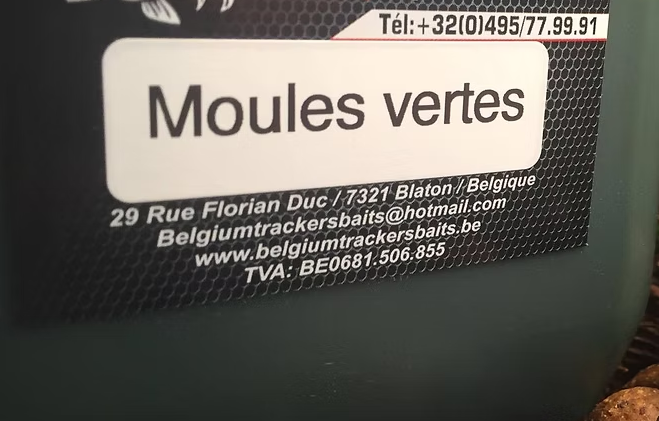 Tél:+32(0)495/77.99.91
Moules vertes
29 Rue Florian Duc / 7321 Blaton / Belgique
Belgiumtrackersbaits@hotmail.com
www.belgiumtrackersbaits.be
TVA: BE0681.506.855